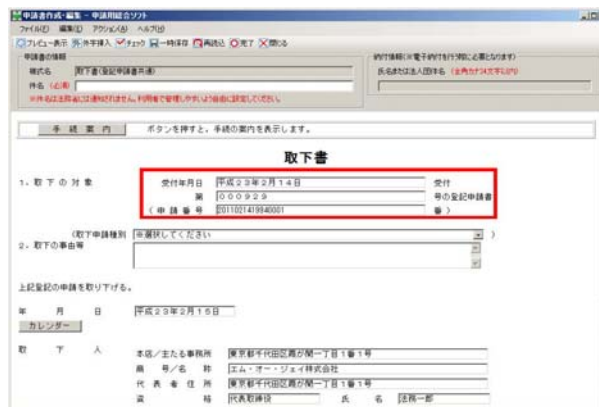 申請書作成・編集 - 申請用総合ソフト
ファイル(F) 編集(E) アクション(A) ヘルプ(H)
プレビュー表示 外字挿入 チェック 一時保存 再読込 完了 閉じる
申請書の情報
様式名 取下書(登記申請書共通)
件名 (必須)
※件名は法務省には通知されません。利用者で管理しやすいよう自由に設定してください。
納付情報(※電子納付を行う際に必要となります)
氏名または法人団体名 (全角カナ24文字以内)
手続案内 ボタンを押すと、手続の案内を表示します。
取下書
1.取下の対象 受付年月日 平成23年2月14日 受付
第 000929 号の登記申請書
(申請番号 2011021419940001 番)
(取下申請種別 ※選択してください )
2.取下の事由等
上記登記の申請を取り下げる。
年 月 日 平成23年2月15日
カレンダー
取下人 本店/主たる事務所 東京都千代田区霞が関一丁目1番1号
商号/名称 エム・オー・ジェイ株式会社
代表者住所 東京都千代田区霞が関一丁目1番1号
資格 代表取締役 氏名 法務一郎